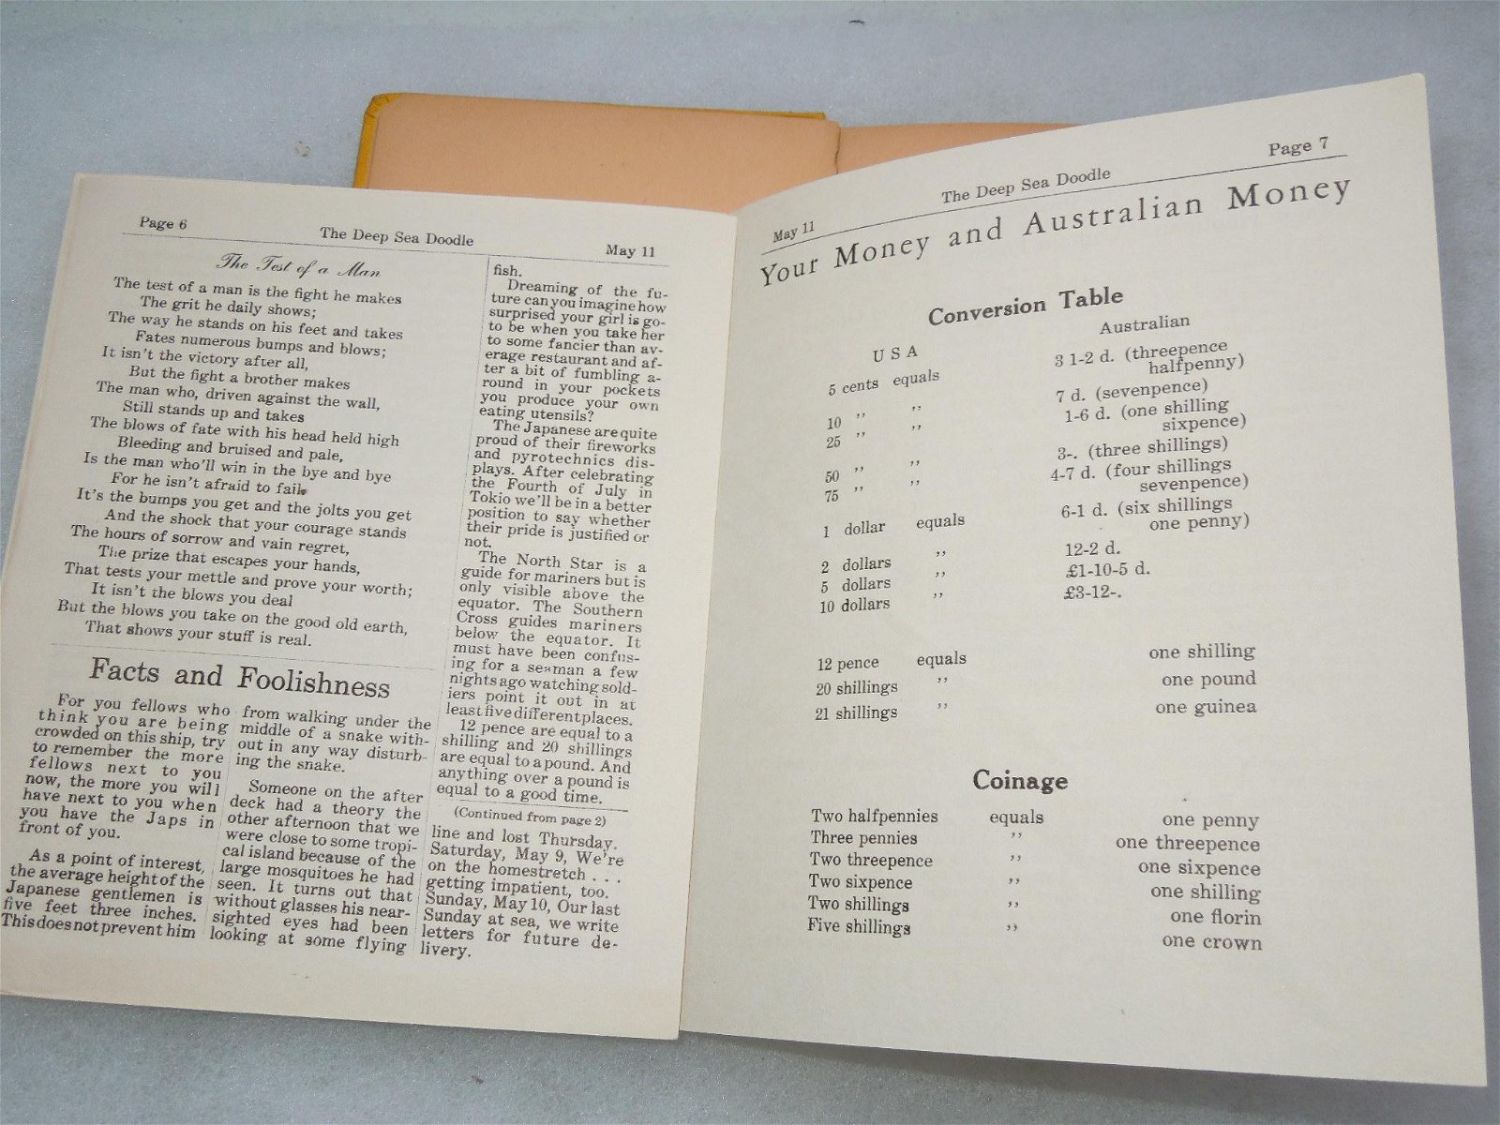 Page 6
The Deep Sea Doodle
May 11
The Test of a Man
The test of a man is the fight he makes
The grit he daily shows;
The way he stands on his feet and takes
Fates numerous bumps and blows;
It isn't the victory after all,
But the fight a brother makes
The man who, driven against the wall,
Still stands up and takes
The blows of fate with his head held high
Bleeding and bruised and pale,
Is the man who'll win in the bye and bye
For he isn't afraid to fail.
It's the bumps you get and the jolts you get
And the shock that your courage stands
The hours of sorrow and vain regret,
The prize that escapes your hands,
That tests your mettle and prove your worth;
It isn't the blows you deal
But the blows you take on the good old earth,
That shows your stuff is real.
Facts and Foolishness
For you fellows who
think you are being
crowded on this ship, try
to remember the more
fellows next to you
now, the more you will
have next to you when
you have the Japs in
front of you.
As a point of interest,
the average height of the
Japanese gentlemen is
five feet three inches.
This does not prevent him
from walking under the
middle of a snake with-
out in any way disturb-
ing the snake.
Someone on the after
deck had a theory the
other afternoon that we
were close to some tropi-
cal island because of the
large mosquitoes he had
seen. It turns out that
without glasses his near-
sighted eyes had been
looking at some flying
fish.
Dreaming of the fu-
ture can you imagine how
surprised your girl is go-
to be when you take her
to some fancier than av-
erage restaurant and af-
ter a bit of fumbling a-
round in your pockets
you produce your own
eating utensils?
The Japanese are quite
proud of their fireworks
and pyrotechnics dis-
plays. After celebrating
the Fourth of July in
Tokio we'll be in a better
position to say whether
their pride is justified or
not.
The North Star is a
guide for mariners but is
only visible above the
equator. The Southern
Cross guides mariners
below the equator. It
must have been confus-
ing for a seaman a few
nights ago watching sold-
iers point it out in at
least five different places.
12 pence are equal to a
shilling and 20 shillings
are equal to a pound. And
anything over a pound is
equal to a good time.
(Continued from page 2)
line and lost Thursday.
Saturday, May 9, We're
on the homestretch . . .
getting impatient, too.
Sunday, May 10, Our last
Sunday at sea, we write
letters for future de-
livery.
May 11
The Deep Sea Doodle
Page 7
Your Money and Australian Money
Conversion Table
U S A
Australian
5 cents equals 3 1-2 d. (threepence
halfpenny)
10 ,, ,, 7 d. (sevenpence)
25 ,, ,, 1-6 d. (one shilling
sixpence)
50 ,, ,, 3-. (three shillings)
75 ,, ,, 4-7 d. (four shillings
sevenpence)
1 dollar equals 6-1 d. (six shillings
one penny)
2 dollars ,, 12-2 d.
5 dollars ,, £1-10-5 d.
10 dollars ,, £3-12-.
12 pence equals one shilling
20 shillings ,, one pound
21 shillings ,, one guinea
Coinage
Two halfpennies equals one penny
Three pennies ,, one threepence
Two threepence ,, one sixpence
Two sixpence ,, one shilling
Two shillings ,, one florin
Five shillings ,, one crown